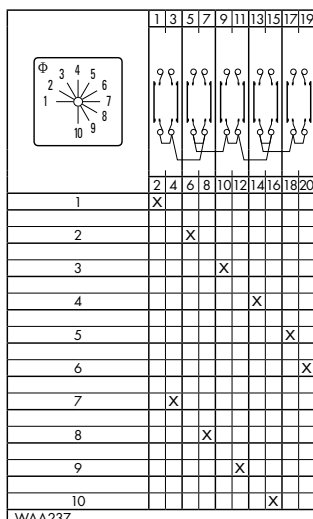 1 3 5 7 9 11 13 15 17 19
Φ
1 2 3 4 5 6 7 8 9 10
2 4 6 8 10 12 14 16 18 20
1 X
2 X
3 X
4 X
5 X
6 X
7 X
8 X
9 X
10 X
WAA237